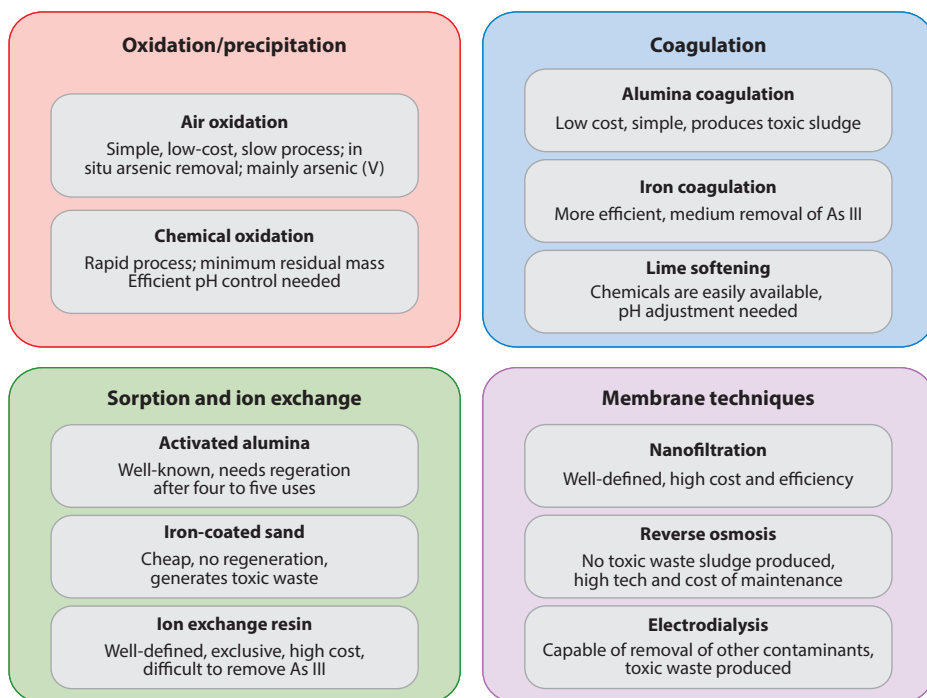 Oxidation/precipitation
Air oxidation
Simple, low-cost, slow process; in
situ arsenic removal; mainly arsenic (V)
Chemical oxidation
Rapid process; minimum residual mass
Efficient pH control needed
Coagulation
Alumina coagulation
Low cost, simple, produces toxic sludge
Iron coagulation
More efficient, medium removal of As III
Lime softening
Chemicals are easily available,
pH adjustment needed
Sorption and ion exchange
Activated alumina
Well-known, needs regeration
after four to five uses
Iron-coated sand
Cheap, no regeneration,
generates toxic waste
Ion exchange resin
Well-defined, exclusive, high cost,
difficult to remove As III
Membrane techniques
Nanofiltration
Well-defined, high cost and efficiency
Reverse osmosis
No toxic waste sludge produced,
high tech and cost of maintenance
Electrodialysis
Capable of removal of other contaminants,
toxic waste produced